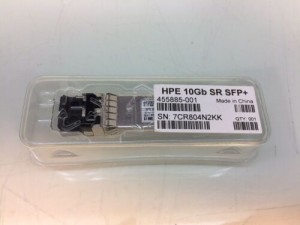 HPE 10Gb SR SFP+
455885-001
Made in China
SN: 7CR804N2KK
QTY: 001